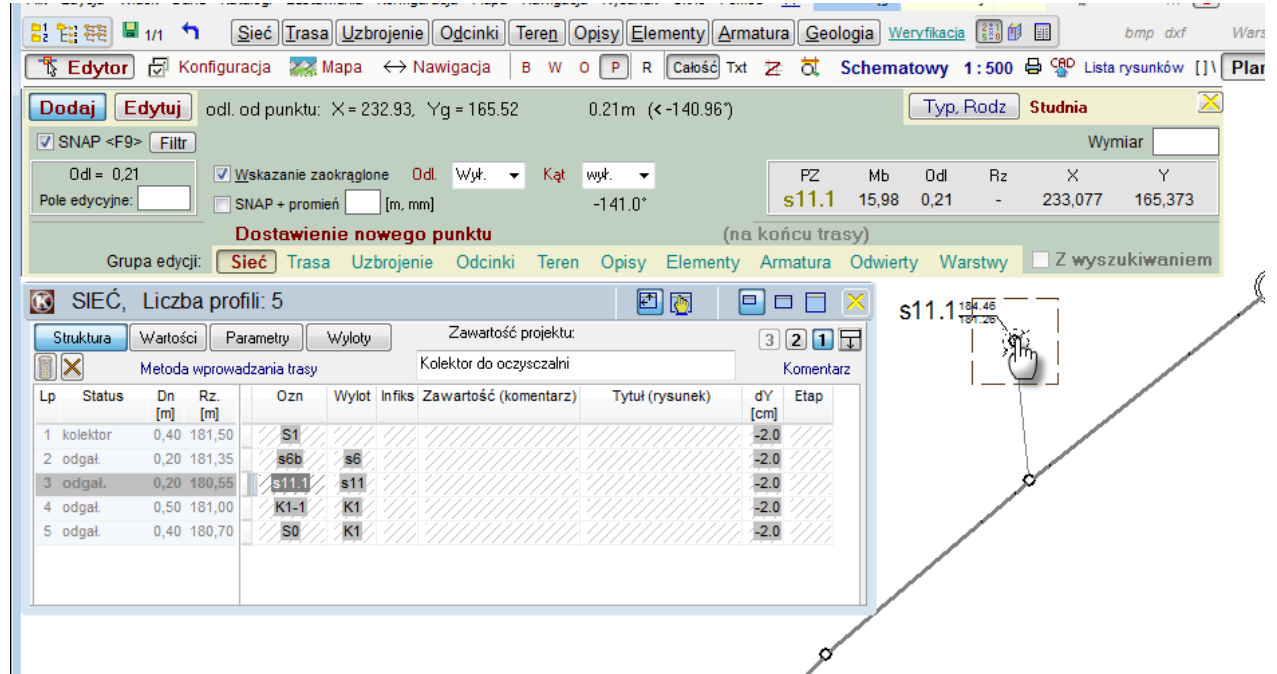 1/1 Sieć Trasa Uzbrojenie Odcinki Teren Opisy Elementy Armatura Geologia Weryfikacja bmp dxf
Edytor Konfiguracja Mapa Nawigacja B W O P R Całość Txt Z Schematowy 1:500 Lista rysunków [ ] \
Dodaj Edytuj odl. od punktu: X = 232.93, Yg = 165.52 0.21m (< -140.96°) Typ, Rodz Studnia
SNAP <F9> Filtr Wymiar
Odl = 0,21 Wskazanie zaokrąglone Odl. Wył. Kąt wył. PZ Mb Odl Rz X Y
Pole edycyjne: SNAP + promień [m, mm] -141.0° s11.1 15,98 0,21 - 233,077 165,373
Dostawienie nowego punktu (na końcu trasy)
Grupa edycji: Sieć Trasa Uzbrojenie Odcinki Teren Opisy Elementy Armatura Odwierty Warstwy Z wyszukiwaniem
SIEĆ, Liczba profili: 5
Struktura Wartości Parametry Wyloty Zawartość projektu: 3 2 1
Metoda wprowadzania trasy Kolektor do oczysczalni Komentarz
Lp Status Dn Rz. Ozn Wylot Infiks Zawartość (komentarz) Tytuł (rysunek) dY Etap
[m] [m] [cm]
1 kolektor 0,40 181,50 S1 -2.0
2 odgał. 0,20 181,35 s6b s6 -2.0
3 odgał. 0,20 180,55 s11.1 s11 -2.0
4 odgał. 0,50 181,00 K1-1 K1 -2.0
5 odgał. 0,40 180,70 S0 K1 -2.0
s11.1 184.46
181.26